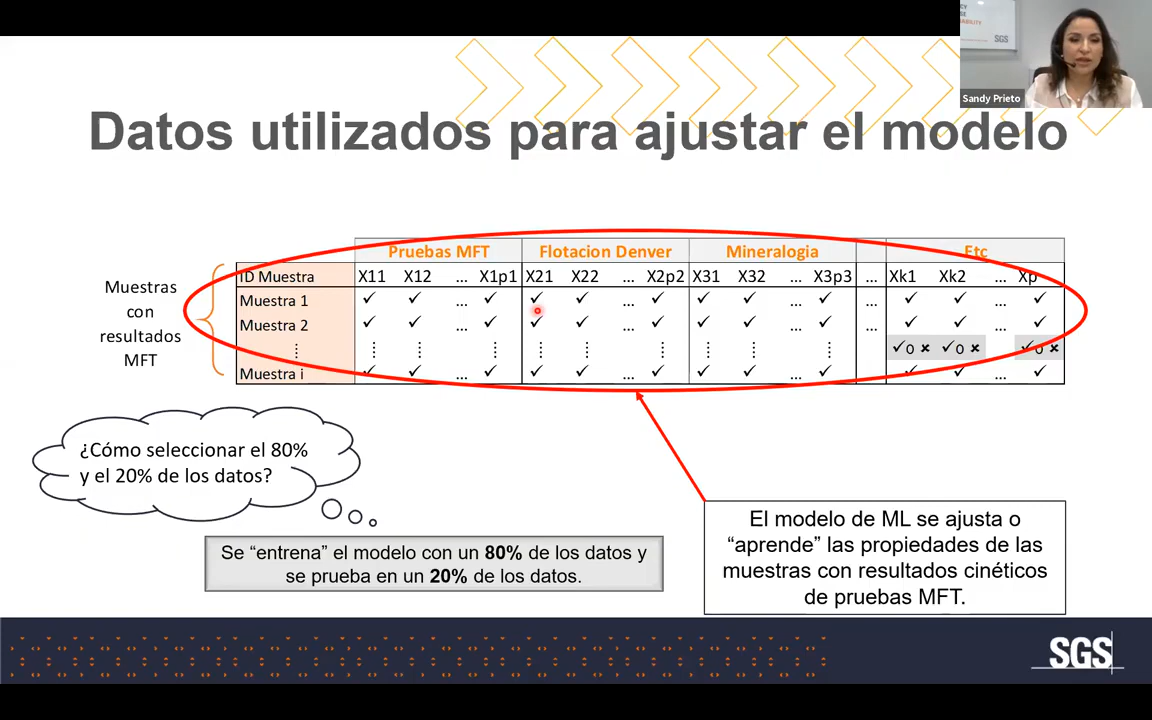 SGS
Sandy Prieto
Datos utilizados para ajustar el modelo
Pruebas MFT Flotacion Denver Mineralogia Etc
ID Muestra X11 X12 ... X1p1 X21 X22 ... X2p2 X31 X32 ... X3p3 ... Xk1 Xk2 ... Xp
Muestra 1 ✓ ✓ ... ✓ ✓ ✓ ... ✓ ✓ ✓ ... ✓ ... ✓ ✓ ... ✓
Muestra 2 ✓ ✓ ... ✓ ✓ ✓ ... ✓ ✓ ✓ ... ✓ ... ✓ ✓ ... ✓
✓o ✘ ✓o ✘ ✓o ✘
Muestra i ✓ ✓ ... ✓ ✓ ✓ ... ✓ ✓ ✓ ... ✓ ✓ ✓ ... ✓
Muestras
con
resultados
MFT
¿Cómo seleccionar el 80%
y el 20% de los datos?
Se “entrena” el modelo con un 80% de los datos y
se prueba en un 20% de los datos.
El modelo de ML se ajusta o
“aprende” las propiedades de las
muestras con resultados cinéticos
de pruebas MFT.
SGS